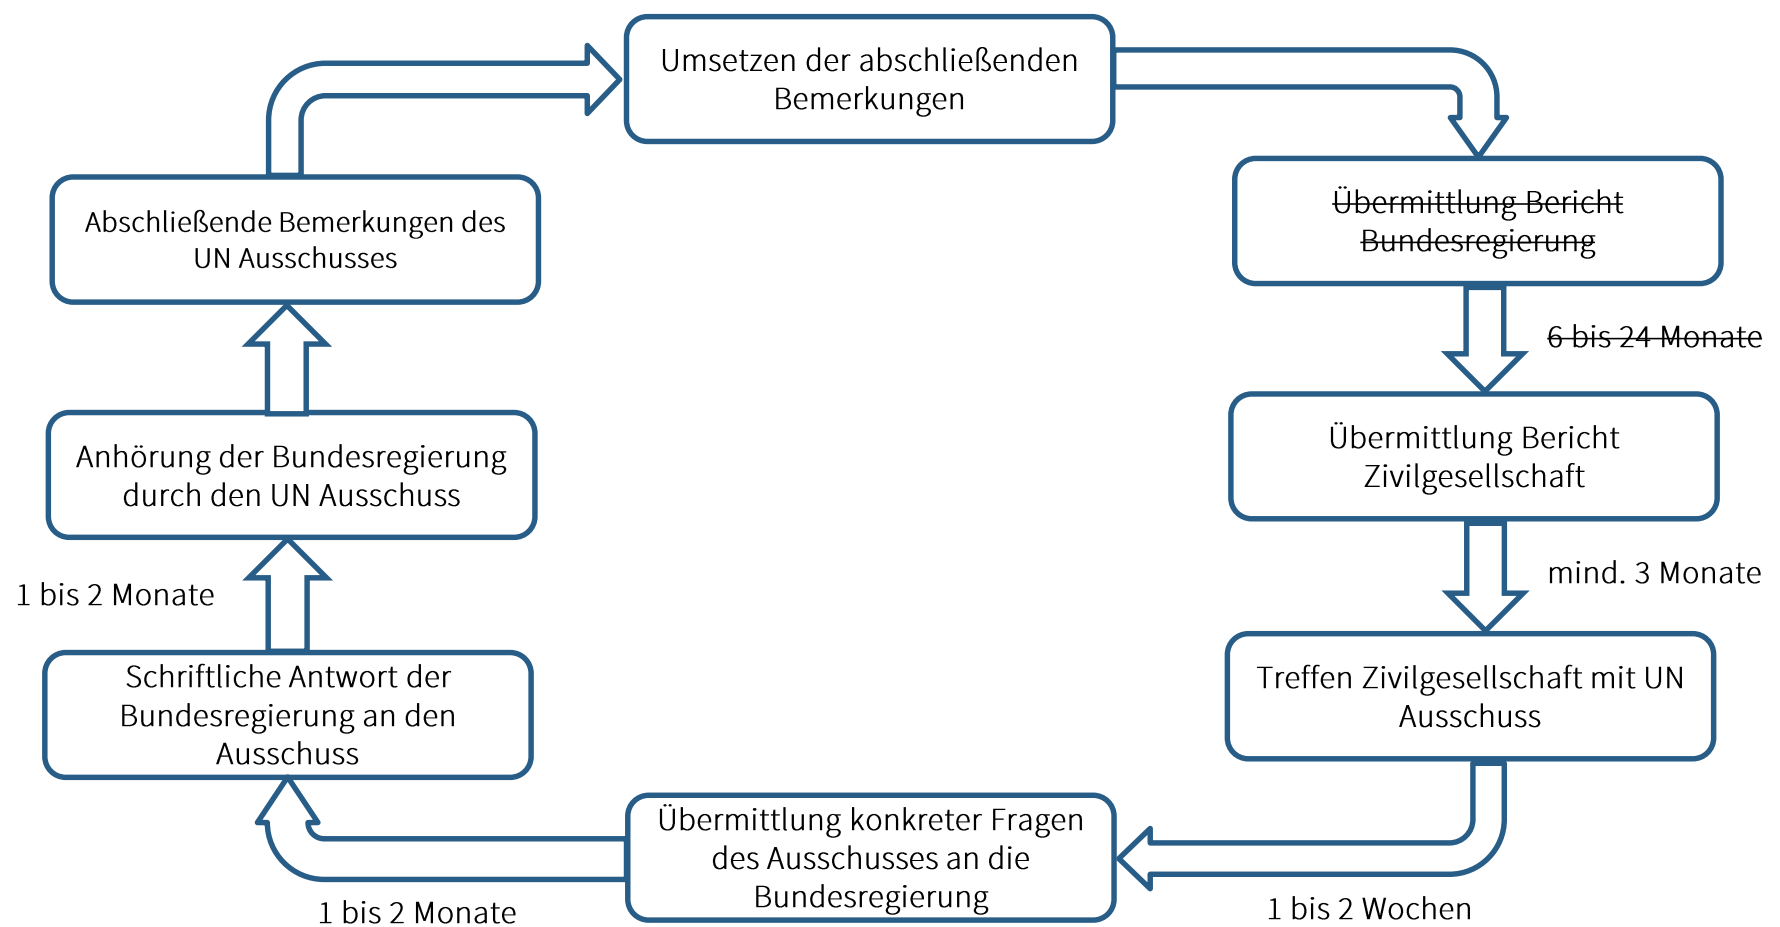 Umsetzen der abschließenden
Bemerkungen
Übermittlung Bericht
Bundesregierung
6 bis 24 Monate
Übermittlung Bericht
Zivilgesellschaft
mind. 3 Monate
Treffen Zivilgesellschaft mit UN
Ausschuss
1 bis 2 Wochen
Übermittlung konkreter Fragen
des Ausschusses an die
Bundesregierung
1 bis 2 Monate
Schriftliche Antwort der
Bundesregierung an den
Ausschuss
1 bis 2 Monate
Anhörung der Bundesregierung
durch den UN Ausschuss
Abschließende Bemerkungen des
UN Ausschusses